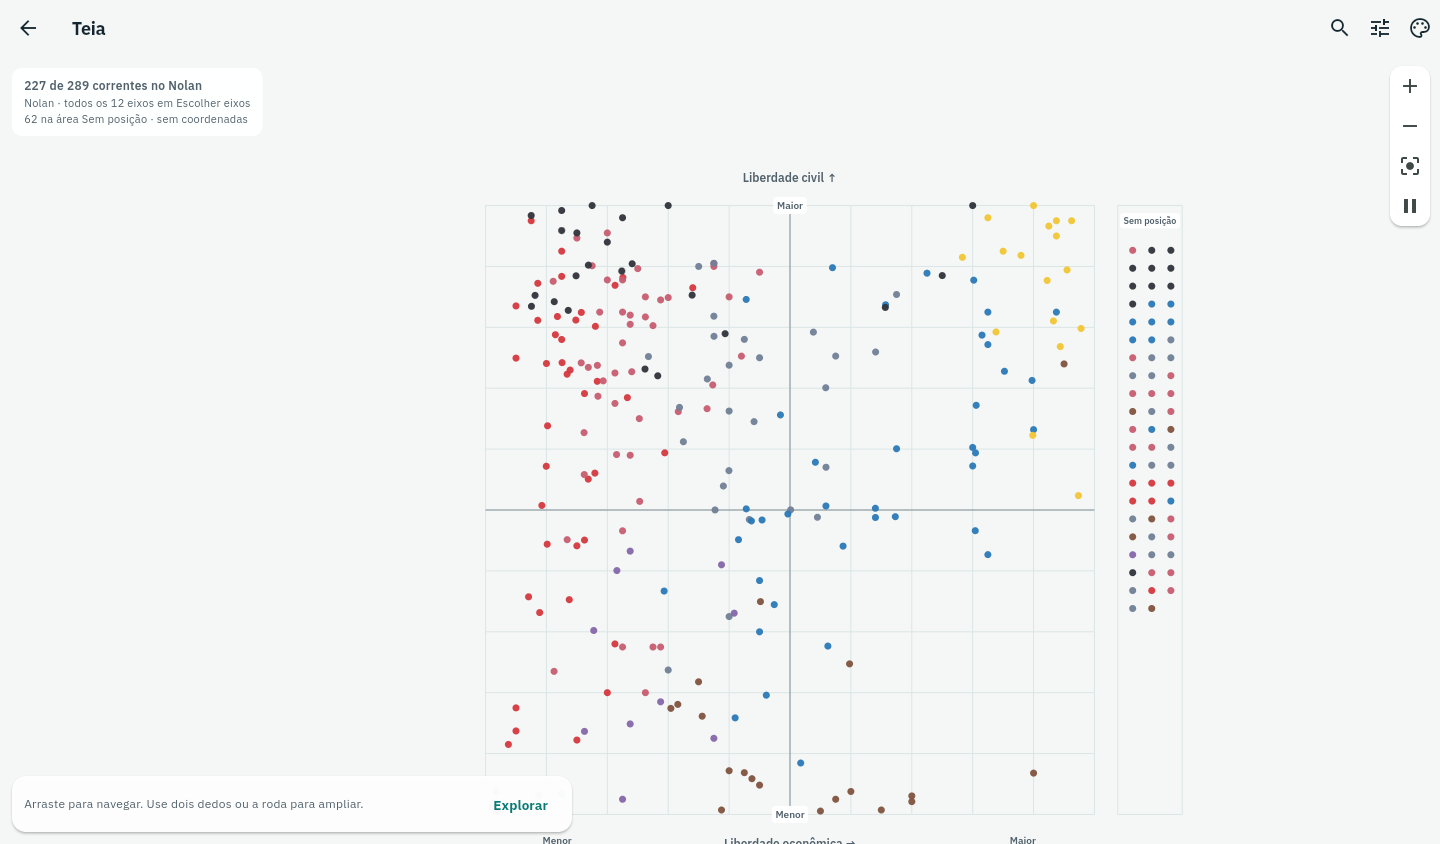 Teia
227 de 289 correntes no Nolan
Nolan · todos os 12 eixos em Escolher eixos
62 na área Sem posição · sem coordenadas
Liberdade civil ↑
Maior
Sem posição
Menor
Arraste para navegar. Use dois dedos ou a roda para ampliar.
Explorar
Menor
Liberdade econômica →
Maior